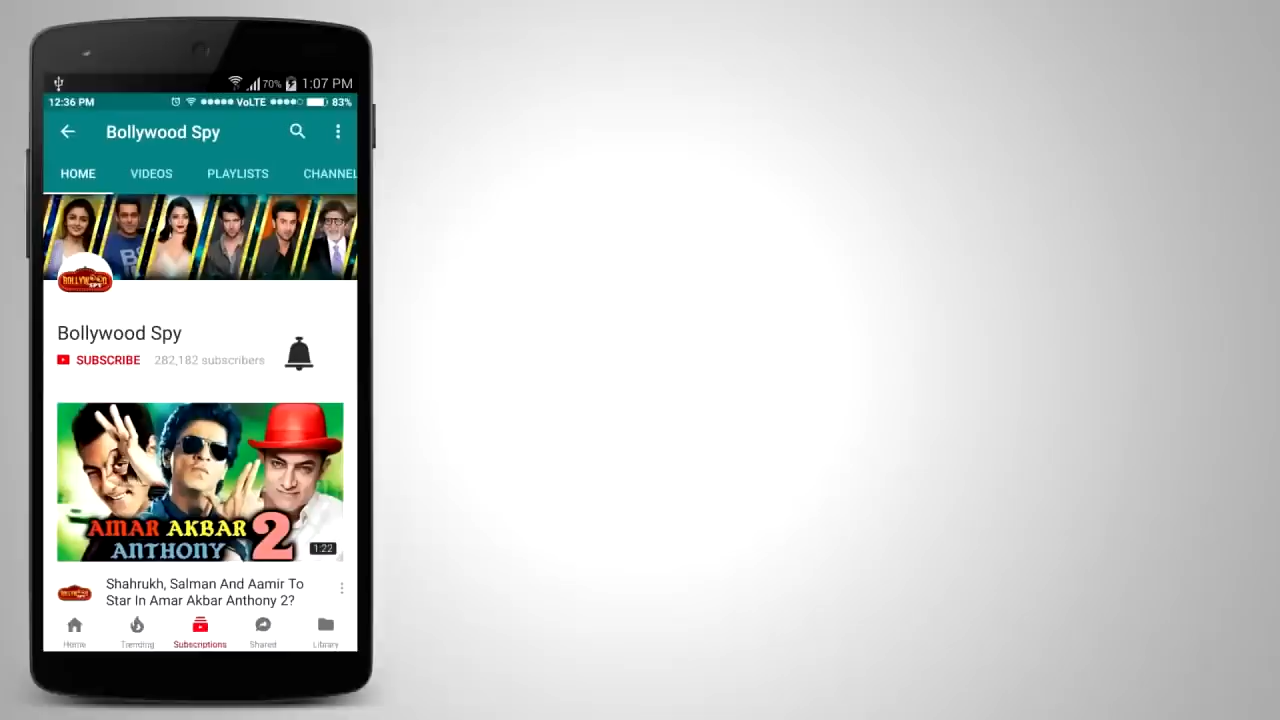 70% 1:07 PM
12:36 PM VoLTE 83%
Bollywood Spy
HOME VIDEOS PLAYLISTS CHANNEL
BOLLYWOOD
SPY
Bollywood Spy
SUBSCRIBE 282,182 subscribers
AMAR AKBAR
ANTHONY 2
1:22
Shahrukh, Salman And Aamir To
Star In Amar Akbar Anthony 2?
Home Trending Subscriptions Shared Library